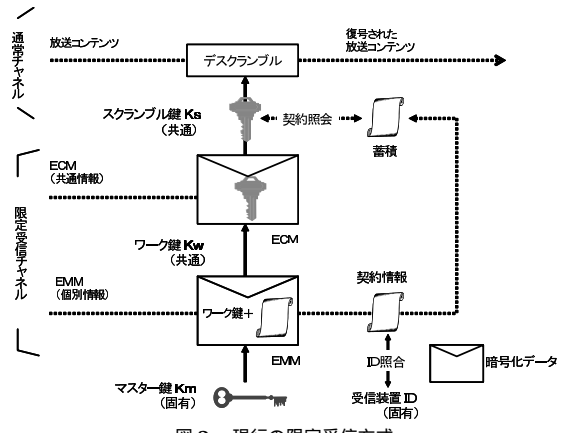 通常チャネル
放送コンテンツ
デスクランブル
復号された
放送コンテンツ
スクランブル鍵 Ks
(共通)
契約照会
蓄積
限定受信チャネル
ECM
(共通情報)
ECM
ワーク鍵 Kw
(共通)
EMM
(個別情報)
ワーク鍵+
EMM
契約情報
ID照合
受信装置 ID
(固有)
暗号化データ
マスター鍵 Km
(固有)